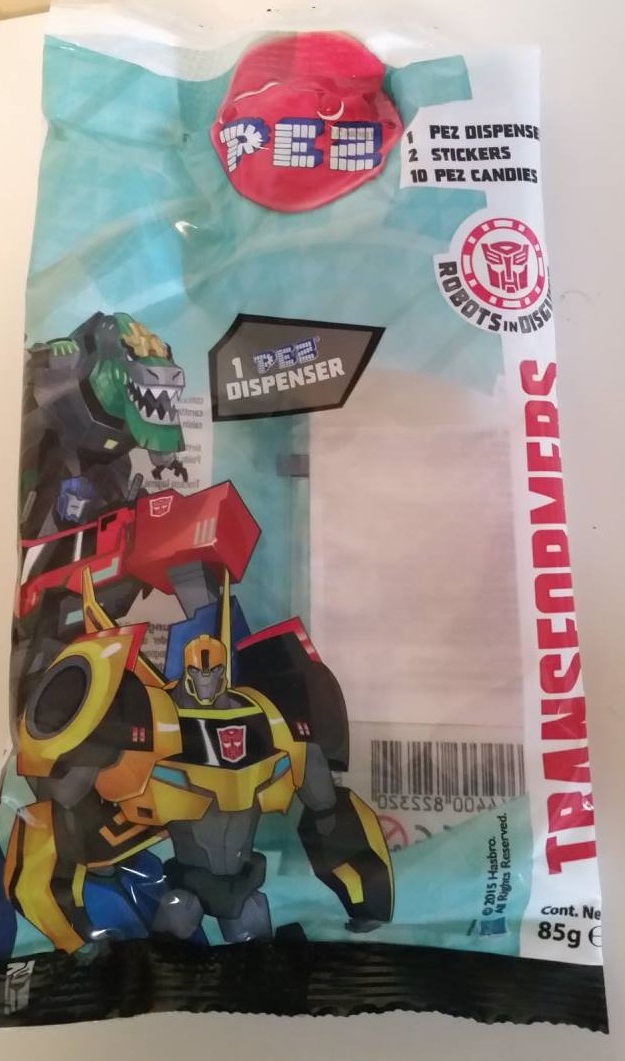 PEZ
1 PEZ DISPENSE
2 STICKERS
10 PEZ CANDIES
ROBOTS IN DISGU
1 PEZ
DISPENSER
TRANSFORMERS
©2015 Hasbro.
All Rights Reserved.
Cont. Ne
85g e